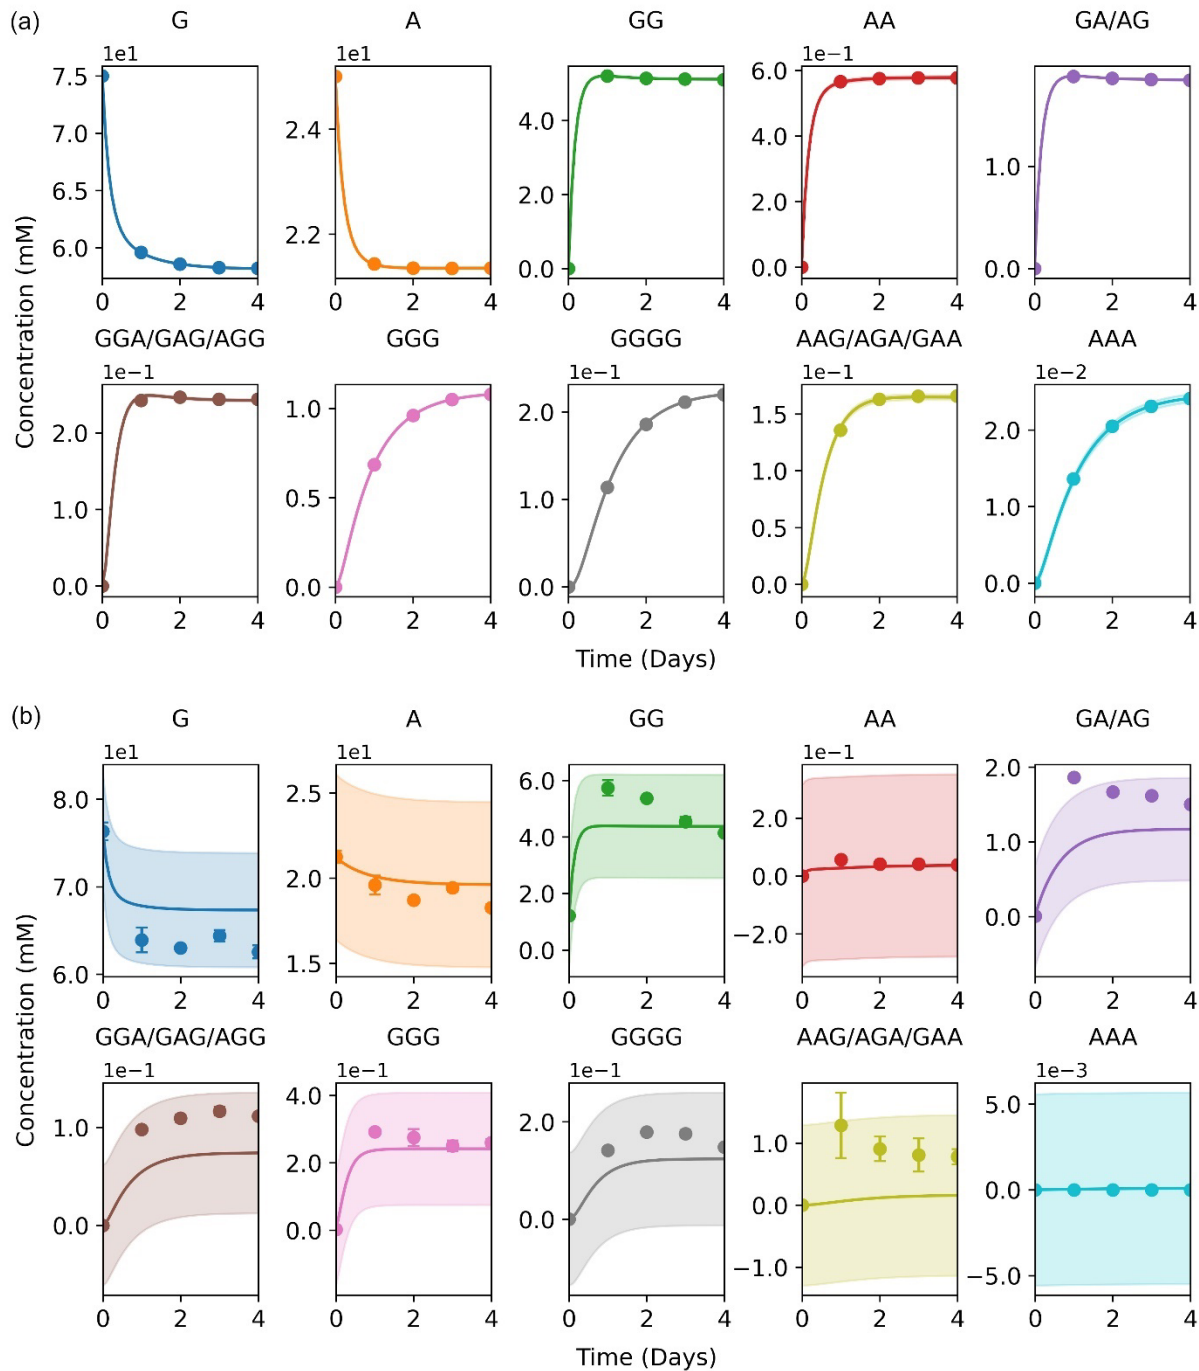 (a)
G A GG AA GA/AG
1e1 1e1 1e−1
7.5 7.0 6.5 6.0
2.4 2.2
4.0 2.0 0.0
6.0 4.0 2.0 0.0
1.0 0.0
0 2 4 0 2 4 0 2 4 0 2 4 0 2 4
Concentration (mM)
GGA/GAG/AGG GGG GGGG AAG/AGA/GAA AAA
1e−1 1e−1 1e−1 1e−2
2.0 1.0 0.0
1.0 0.5 0.0
2.0 1.0 0.0
1.5 1.0 0.5 0.0
2.0 1.0 0.0
0 2 4 0 2 4 0 2 4 0 2 4 0 2 4
Time (Days)
(b)
G A GG AA GA/AG
1e1 1e1 1e−1
8.0 7.0 6.0
2.5 2.0 1.5
6.0 4.0 2.0 0.0
2.0 0.0 −2.0
2.0 1.0 0.0
0 2 4 0 2 4 0 2 4 0 2 4 0 2 4
Concentration (mM)
GGA/GAG/AGG GGG GGGG AAG/AGA/GAA AAA
1e−1 1e−1 1e−1 1e−3
1.0 0.0
4.0 2.0 0.0
2.0 0.0
1.0 0.0 −1.0
5.0 0.0 −5.0
0 2 4 0 2 4 0 2 4 0 2 4 0 2 4
Time (Days)